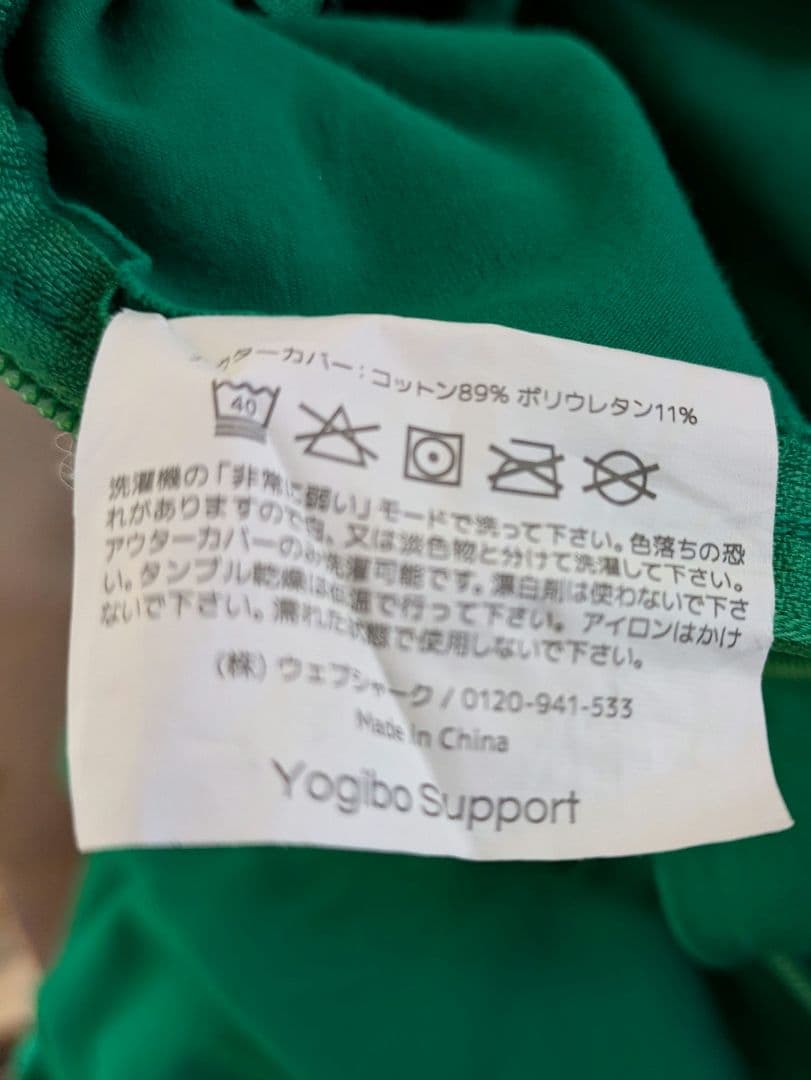 アウターカバー：コットン89% ポリウレタン11%
40
洗濯機の「非常に弱い」モードで洗って下さい。色落ちの恐
れがありますので白、又は淡色物と分けて洗濯して下さい。
アウターカバーのみ洗濯可能です。漂白剤は使わないで下さ
い。タンブル乾燥は低温で行って下さい。アイロンはかけ
ないで下さい。濡れた状態で使用しないで下さい。
(株)ウェブシャーク / 0120-941-533
Made In China
Yogibo Support